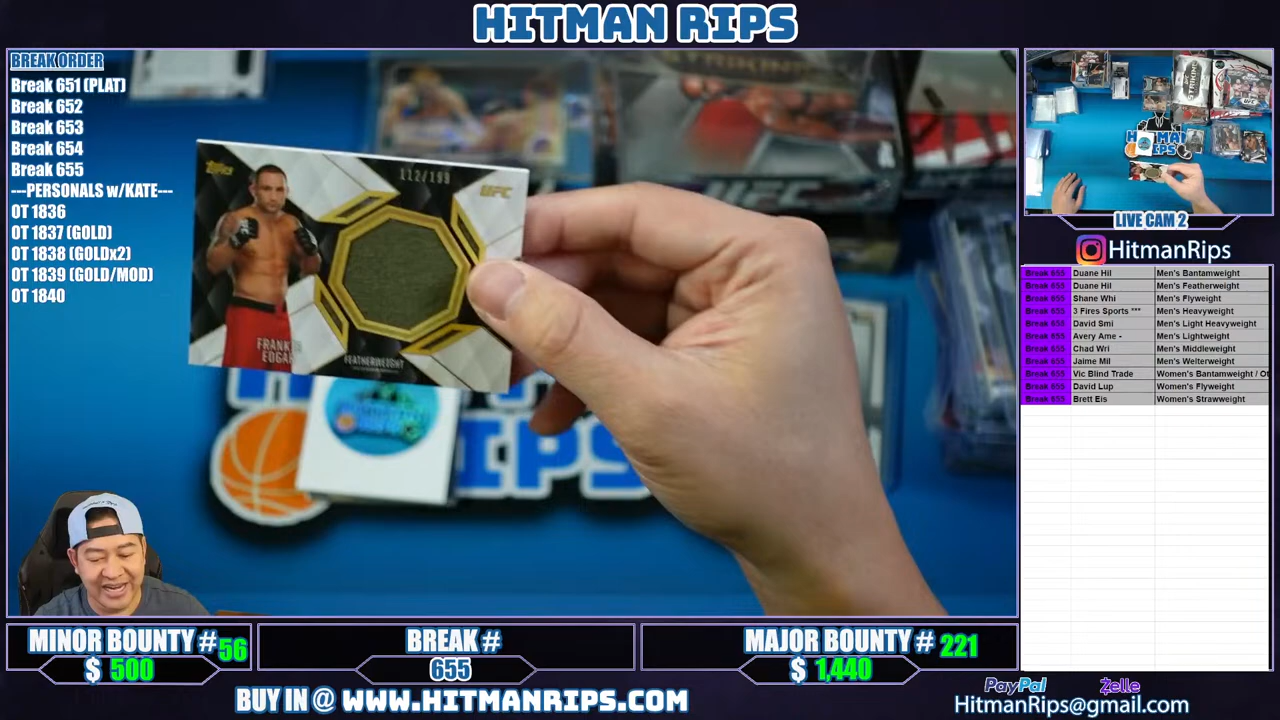 HITMAN RIPS
BREAK ORDER
Break 651 (PLAT)
Break 652
Break 653
Break 654
Break 655
---PERSONALS w/KATE---
OT 1836
OT 1837 (GOLD)
OT 1838 (GOLDx2)
OT 1839 (GOLD/MOD)
OT 1840
Topps
112/199
UFC
FRANKIE
EDGAR
FEATHERWEIGHT
UFC
RIPS
LIVE CAM 2
HitmanRips
Break 655 Duane Hil Men's Bantamweight
Break 655 Duane Hil Men's Featherweight
Break 655 Shane Whi Men's Flyweight
Break 655 3 Fires Sports *** Men's Heavyweight
Break 655 David Smi Men's Light Heavyweight
Break 655 Avery Ame - Men's Lightweight
Break 655 Chad Wri Men's Middleweight
Break 655 Jaime Mil Men's Welterweight
Break 655 Vic Blind Trade Women's Bantamweight / Ot
Break 655 David Lup Women's Flyweight
Break 655 Brett Eis Women's Strawweight
MINOR BOUNTY # 56
$ 500
BREAK #
655
MAJOR BOUNTY # 221
$ 1,440
BUY IN @ WWW.HITMANRIPS.COM
PayPal Zelle
HitmanRips@gmail.com